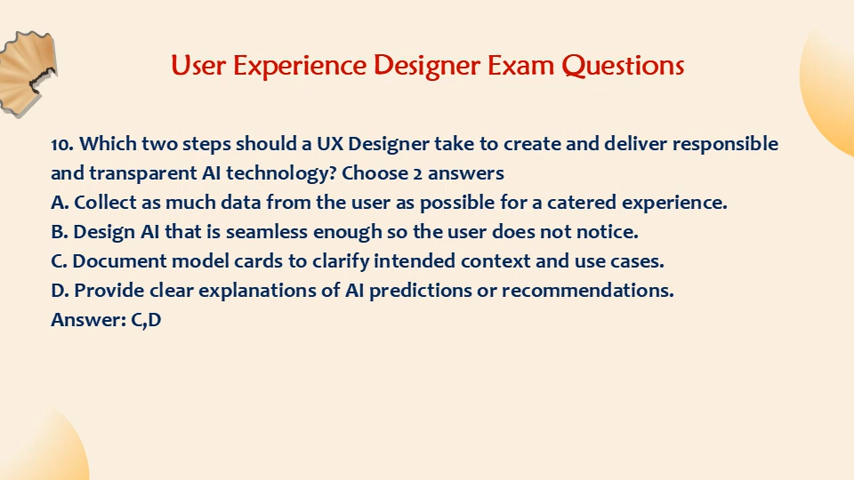 User Experience Designer Exam Questions
10. Which two steps should a UX Designer take to create and deliver responsible
and transparent AI technology? Choose 2 answers
A. Collect as much data from the user as possible for a catered experience.
B. Design AI that is seamless enough so the user does not notice.
C. Document model cards to clarify intended context and use cases.
D. Provide clear explanations of AI predictions or recommendations.
Answer: C,D